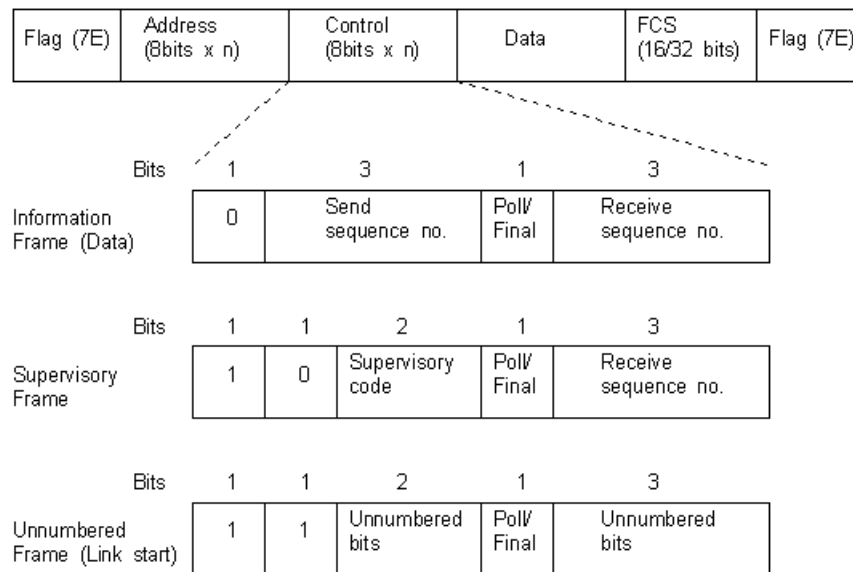 Flag (7E)
Address
(8bits x n)
Control
(8bits x n)
Data
FCS
(16/32 bits)
Flag (7E)
Bits 1 3 1 3
Information
Frame (Data)
0
Send
sequence no.
Poll/
Final
Receive
sequence no.
Bits 1 1 2 1 3
Supervisory
Frame
1
0
Supervisory
code
Poll/
Final
Receive
sequence no.
Bits 1 1 2 1 3
Unnumbered
Frame (Link start)
1
1
Unnumbered
bits
Poll/
Final
Unnumbered
bits